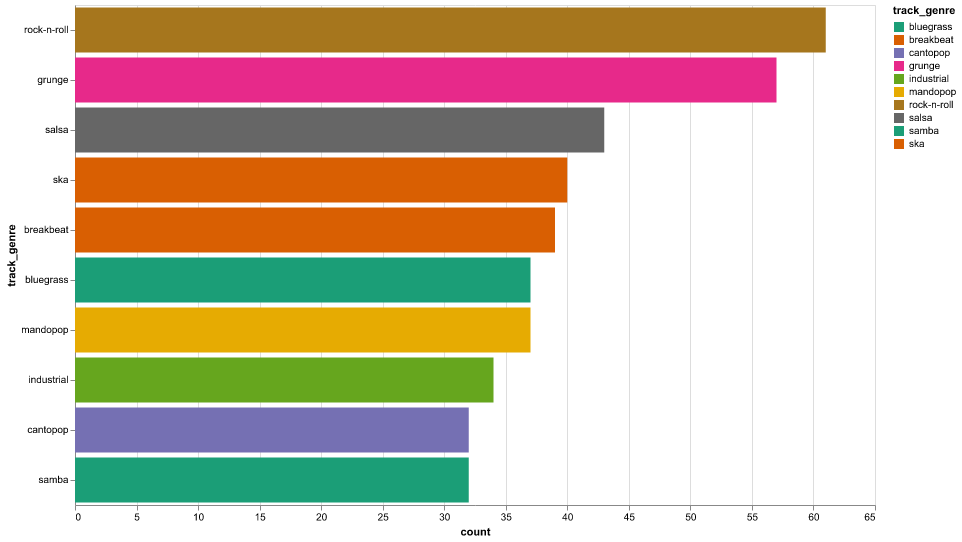 track_genre
rock-n-roll
grunge
salsa
ska
breakbeat
bluegrass
mandopop
industrial
cantopop
samba
0 5 10 15 20 25 30 35 40 45 50 55 60 65
count
track_genre
bluegrass
breakbeat
cantopop
grunge
industrial
mandopop
rock-n-roll
salsa
samba
ska